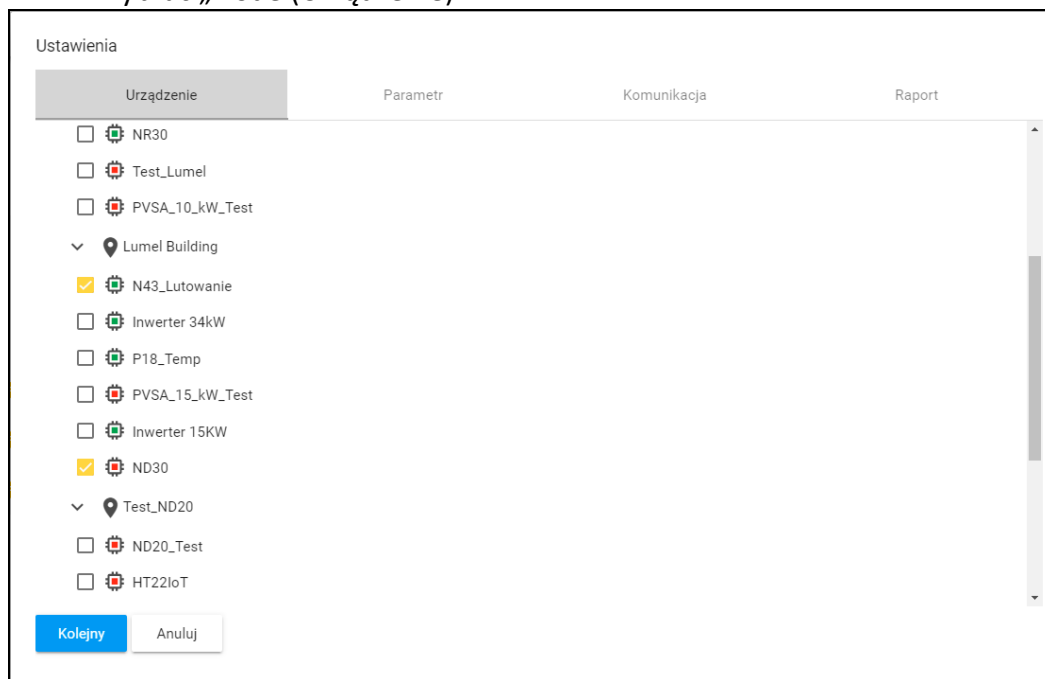 Ustawienia
Urządzenie Parametr Komunikacja Raport
NR30
Test_Lumel
PVSA_10_kW_Test
Lumel Building
N43_Lutowanie
Inwerter 34kW
P18_Temp
PVSA_15_kW_Test
Inwerter 15KW
ND30
Test_ND20
ND20_Test
HT22IoT
Kolejny Anuluj